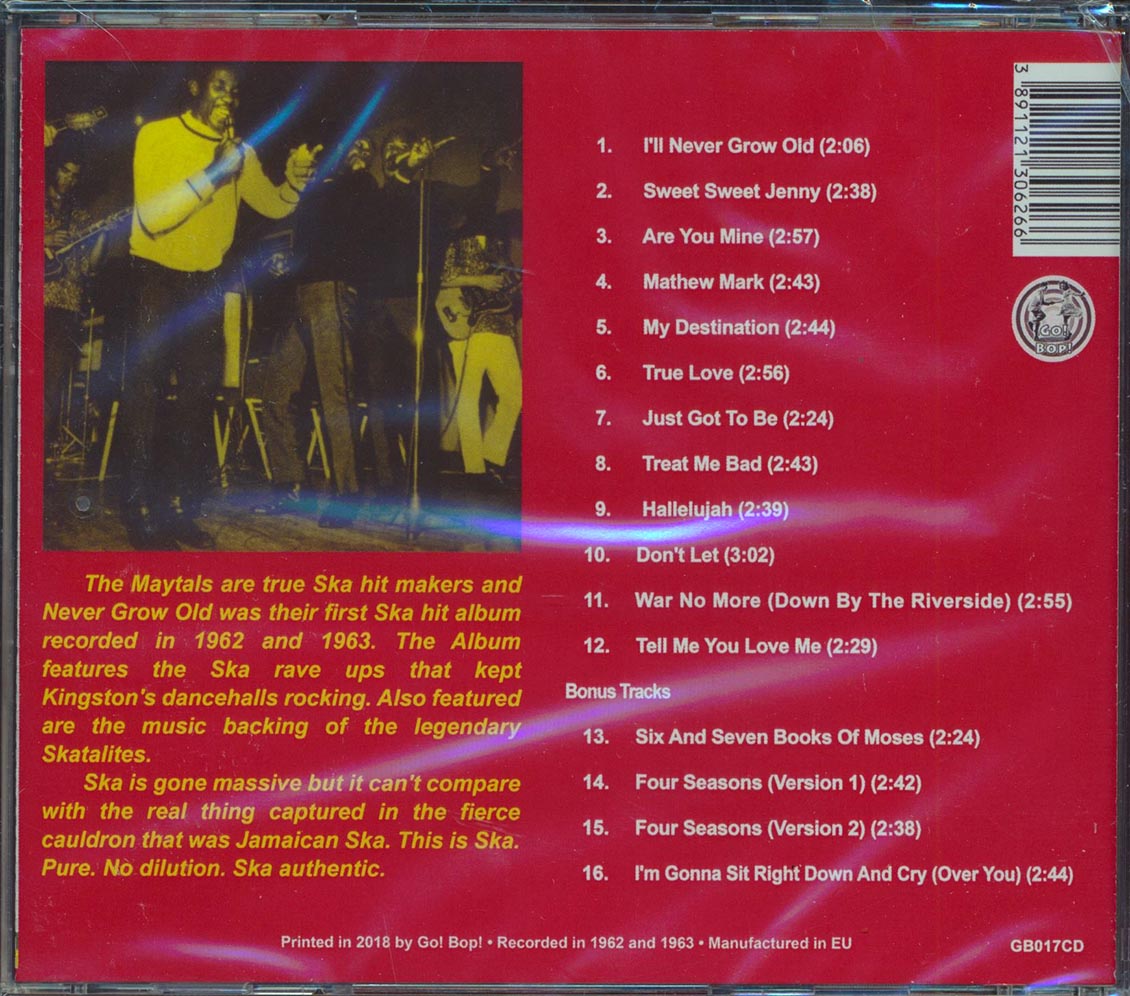 The Maytals are true Ska hit makers and
Never Grow Old was their first Ska hit album
recorded in 1962 and 1963. The Album
features the Ska rave ups that kept
Kingston's dancehalls rocking. Also featured
are the music backing of the legendary
Skatalites.
Ska is gone massive but it can't compare
with the real thing captured in the fierce
cauldron that was Jamaican Ska. This is Ska.
Pure. No dilution. Ska authentic.
1. I'll Never Grow Old (2:06)
2. Sweet Sweet Jenny (2:38)
3. Are You Mine (2:57)
4. Mathew Mark (2:43)
5. My Destination (2:44)
6. True Love (2:56)
7. Just Got To Be (2:24)
8. Treat Me Bad (2:43)
9. Hallelujah (2:39)
10. Don't Let (3:02)
11. War No More (Down By The Riverside) (2:55)
12. Tell Me You Love Me (2:29)
Bonus Tracks
13. Six And Seven Books Of Moses (2:24)
14. Four Seasons (Version 1) (2:42)
15. Four Seasons (Version 2) (2:38)
16. I'm Gonna Sit Right Down And Cry (Over You) (2:44)
3 891121 306266
GO!
BOP!
Printed in 2018 by Go! Bop! • Recorded in 1962 and 1963 • Manufactured in EU
GB017CD